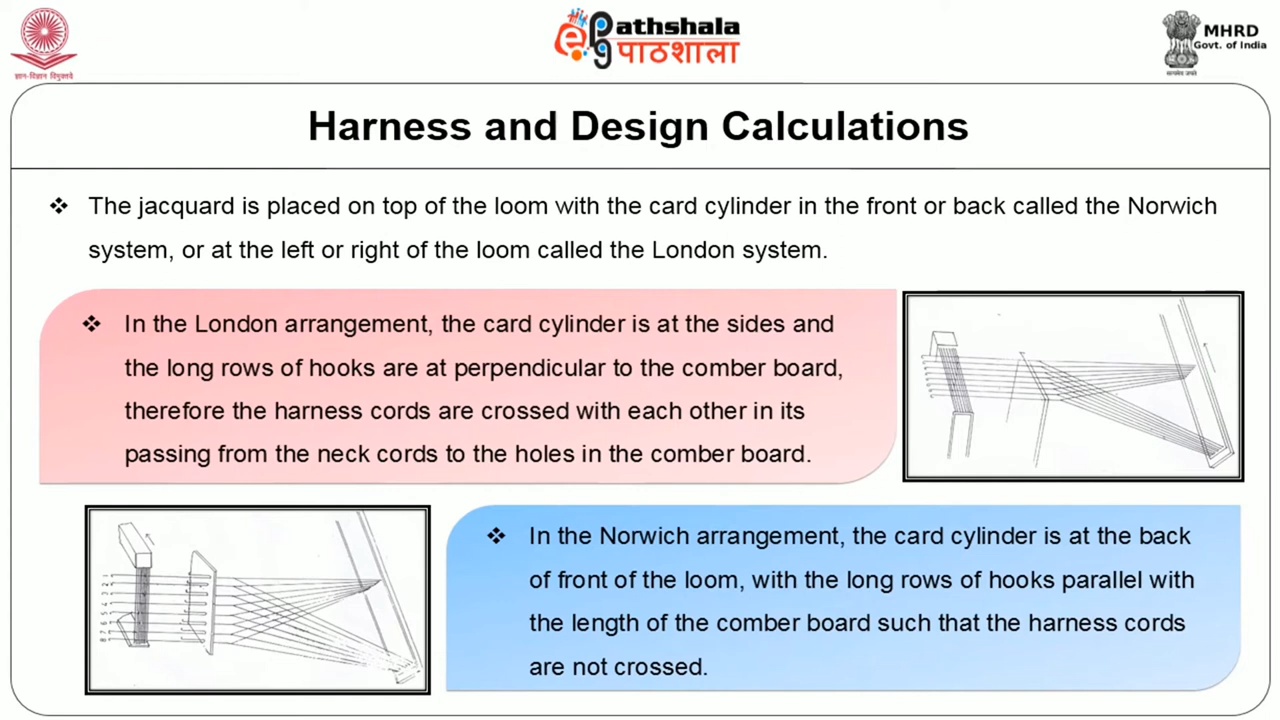 ज्ञान-विज्ञान विमुक्तये
ePathshala
पाठशाला
MHRD
Govt. of India
सत्यमेव जयते
Harness and Design Calculations
❖ The jacquard is placed on top of the loom with the card cylinder in the front or back called the Norwich
system, or at the left or right of the loom called the London system.
❖ In the London arrangement, the card cylinder is at the sides and
the long rows of hooks are at perpendicular to the comber board,
therefore the harness cords are crossed with each other in its
passing from the neck cords to the holes in the comber board.
❖ In the Norwich arrangement, the card cylinder is at the back
of front of the loom, with the long rows of hooks parallel with
the length of the comber board such that the harness cords
are not crossed.